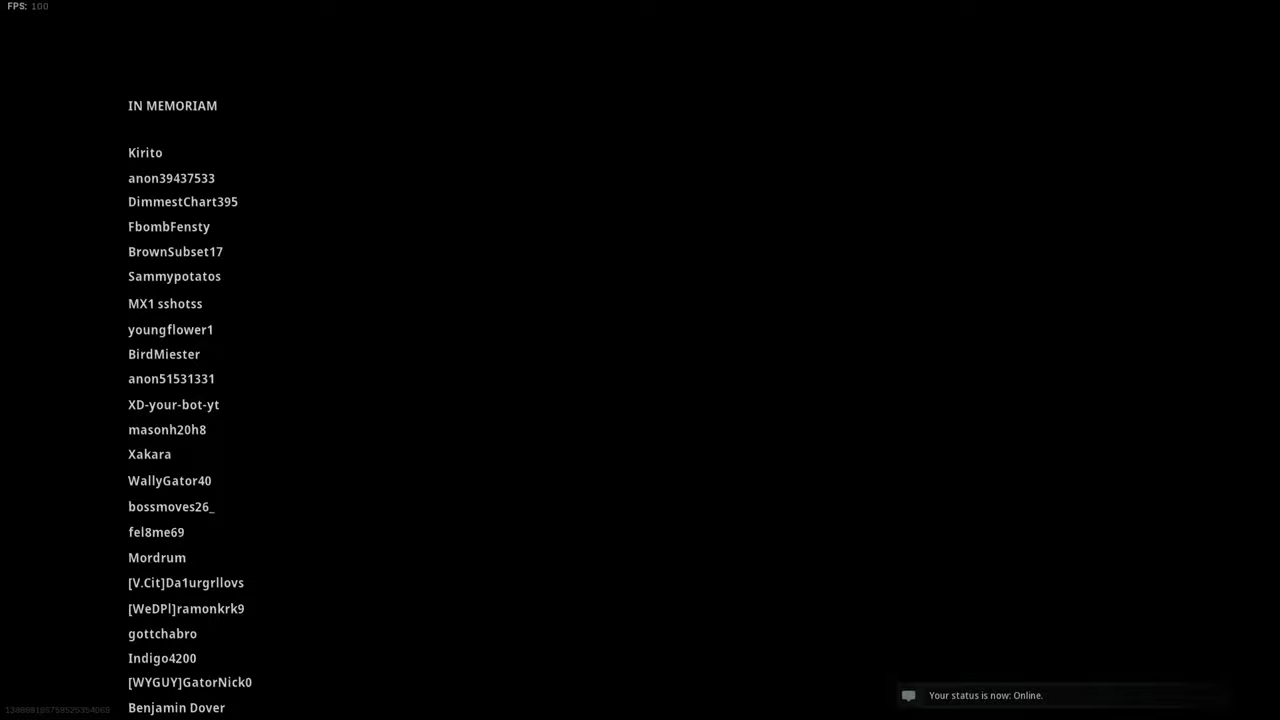 FPS: 100
IN MEMORIAM
Kirito
anon39437533
DimmestChart395
FbombFensty
BrownSubset17
Sammypotatos
MX1 sshotss
youngflower1
BirdMiester
anon51531331
XD-your-bot-yt
masonh20h8
Xakara
WallyGator40
bossmoves26_
fel8me69
Mordrum
[V.Cit]Da1urgrllovs
[WeDPl]ramonkrk9
gottchabro
Indigo4200
[WYGUY]GatorNick0
Your status is now: Online.
Benjamin Dover